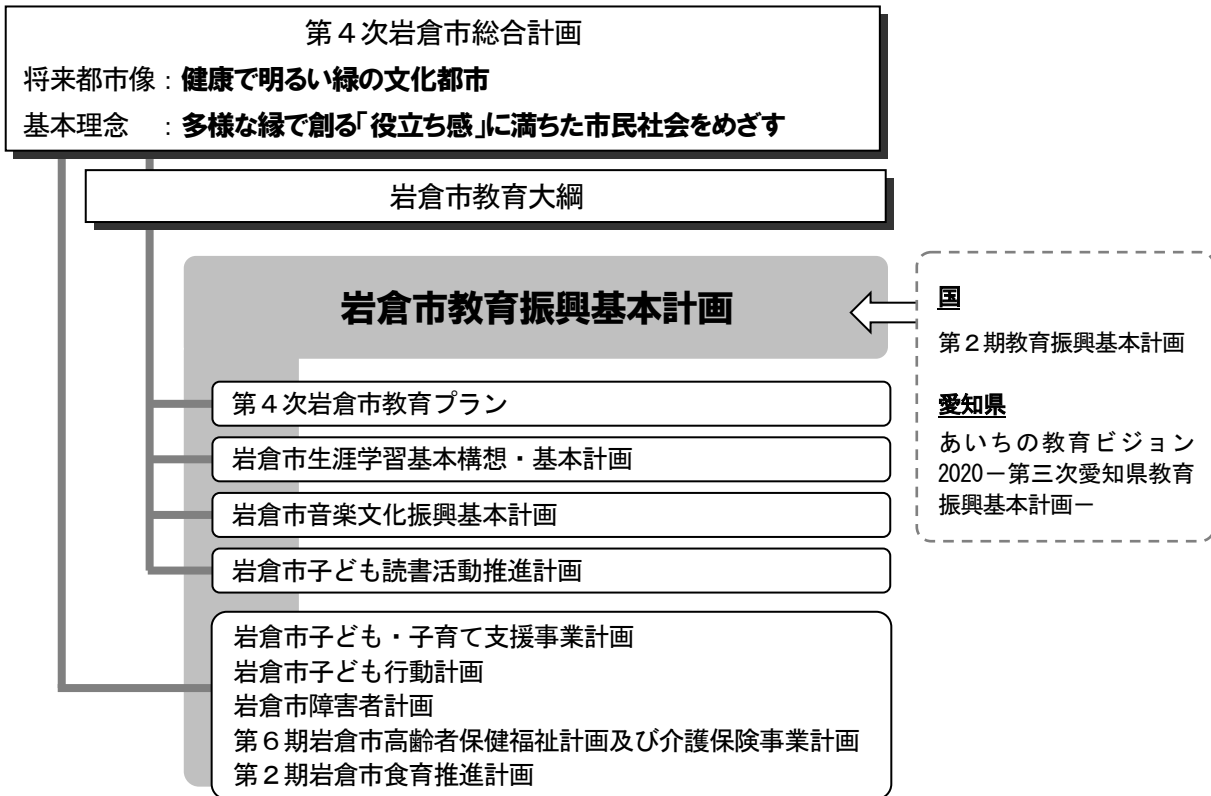 第４次岩倉市総合計画
将来都市像：健康で明るい緑の文化都市
基本理念　：多様な縁で創る「役立ち感」に満ちた市民社会をめざす
岩倉市教育大綱
岩倉市教育振興基本計画
国
第２期教育振興基本計画
愛知県
あいちの教育ビジョン
2020－第三次愛知県教育
振興基本計画－
第４次岩倉市教育プラン
岩倉市生涯学習基本構想・基本計画
岩倉市音楽文化振興基本計画
岩倉市子ども読書活動推進計画
岩倉市子ども・子育て支援事業計画
岩倉市子ども行動計画
岩倉市障害者計画
第６期岩倉市高齢者保健福祉計画及び介護保険事業計画
第２期岩倉市食育推進計画